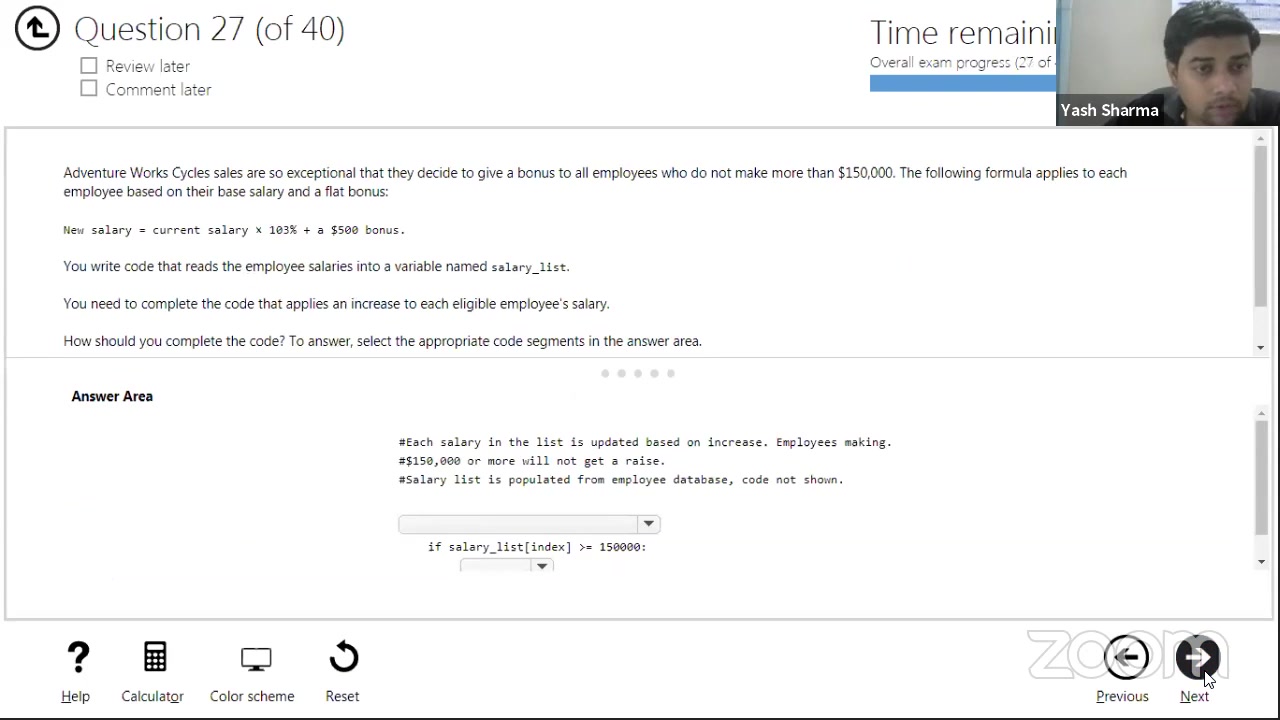 Question 27 (of 40)
Review later
Comment later
Time remaini
Overall exam progress (27 of
Yash Sharma
Adventure Works Cycles sales are so exceptional that they decide to give a bonus to all employees who do not make more than $150,000. The following formula applies to each
employee based on their base salary and a flat bonus:
New salary = current salary × 103% + a $500 bonus.
You write code that reads the employee salaries into a variable named salary_list.
You need to complete the code that applies an increase to each eligible employee's salary.
How should you complete the code? To answer, select the appropriate code segments in the answer area.
Answer Area
#Each salary in the list is updated based on increase. Employees making.
#$150,000 or more will not get a raise.
#Salary list is populated from employee database, code not shown.
if salary_list[index] >= 150000:
zoom
Help
Calculator
Color scheme
Reset
Previous
Next